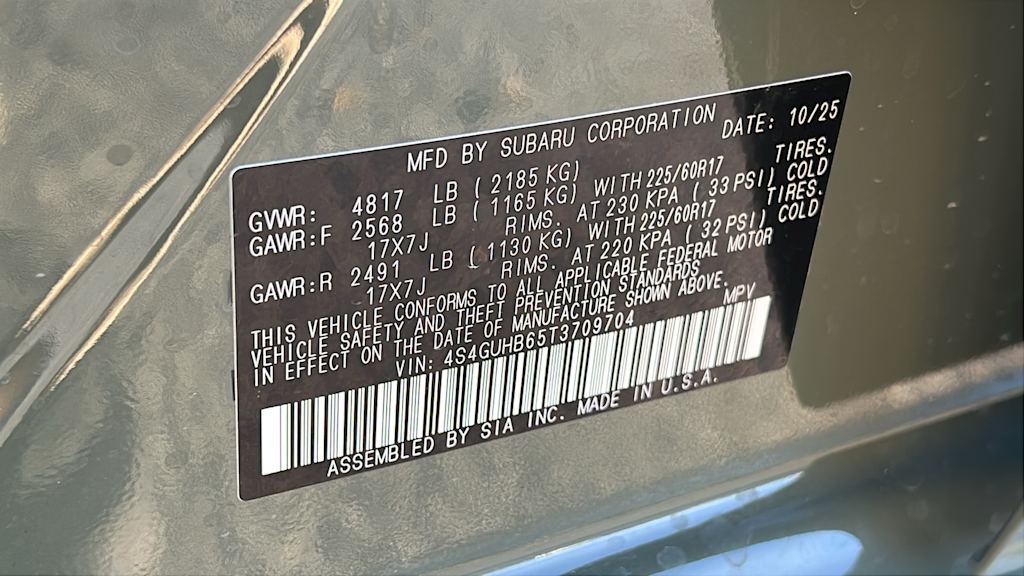 MFD BY SUBARU CORPORATION DATE: 10/25
GVWR: 4817 LB ( 2185 KG)
GAWR:F 2568 LB ( 1165 KG) WITH 225/60R17 TIRES.
17X7J RIMS. AT 230 KPA ( 33 PSI) COLD
GAWR:R 2491 LB ( 1130 KG) WITH 225/60R17 TIRES.
17X7J RIMS. AT 220 KPA ( 32 PSI) COLD
THIS VEHICLE CONFORMS TO ALL APPLICABLE FEDERAL MOTOR
VEHICLE SAFETY AND THEFT PREVENTION STANDARDS
IN EFFECT ON THE DATE OF MANUFACTURE SHOWN ABOVE.
VIN: 4S4GUHB65T3709704 MPV
ASSEMBLED BY SIA INC. MADE IN U.S.A.